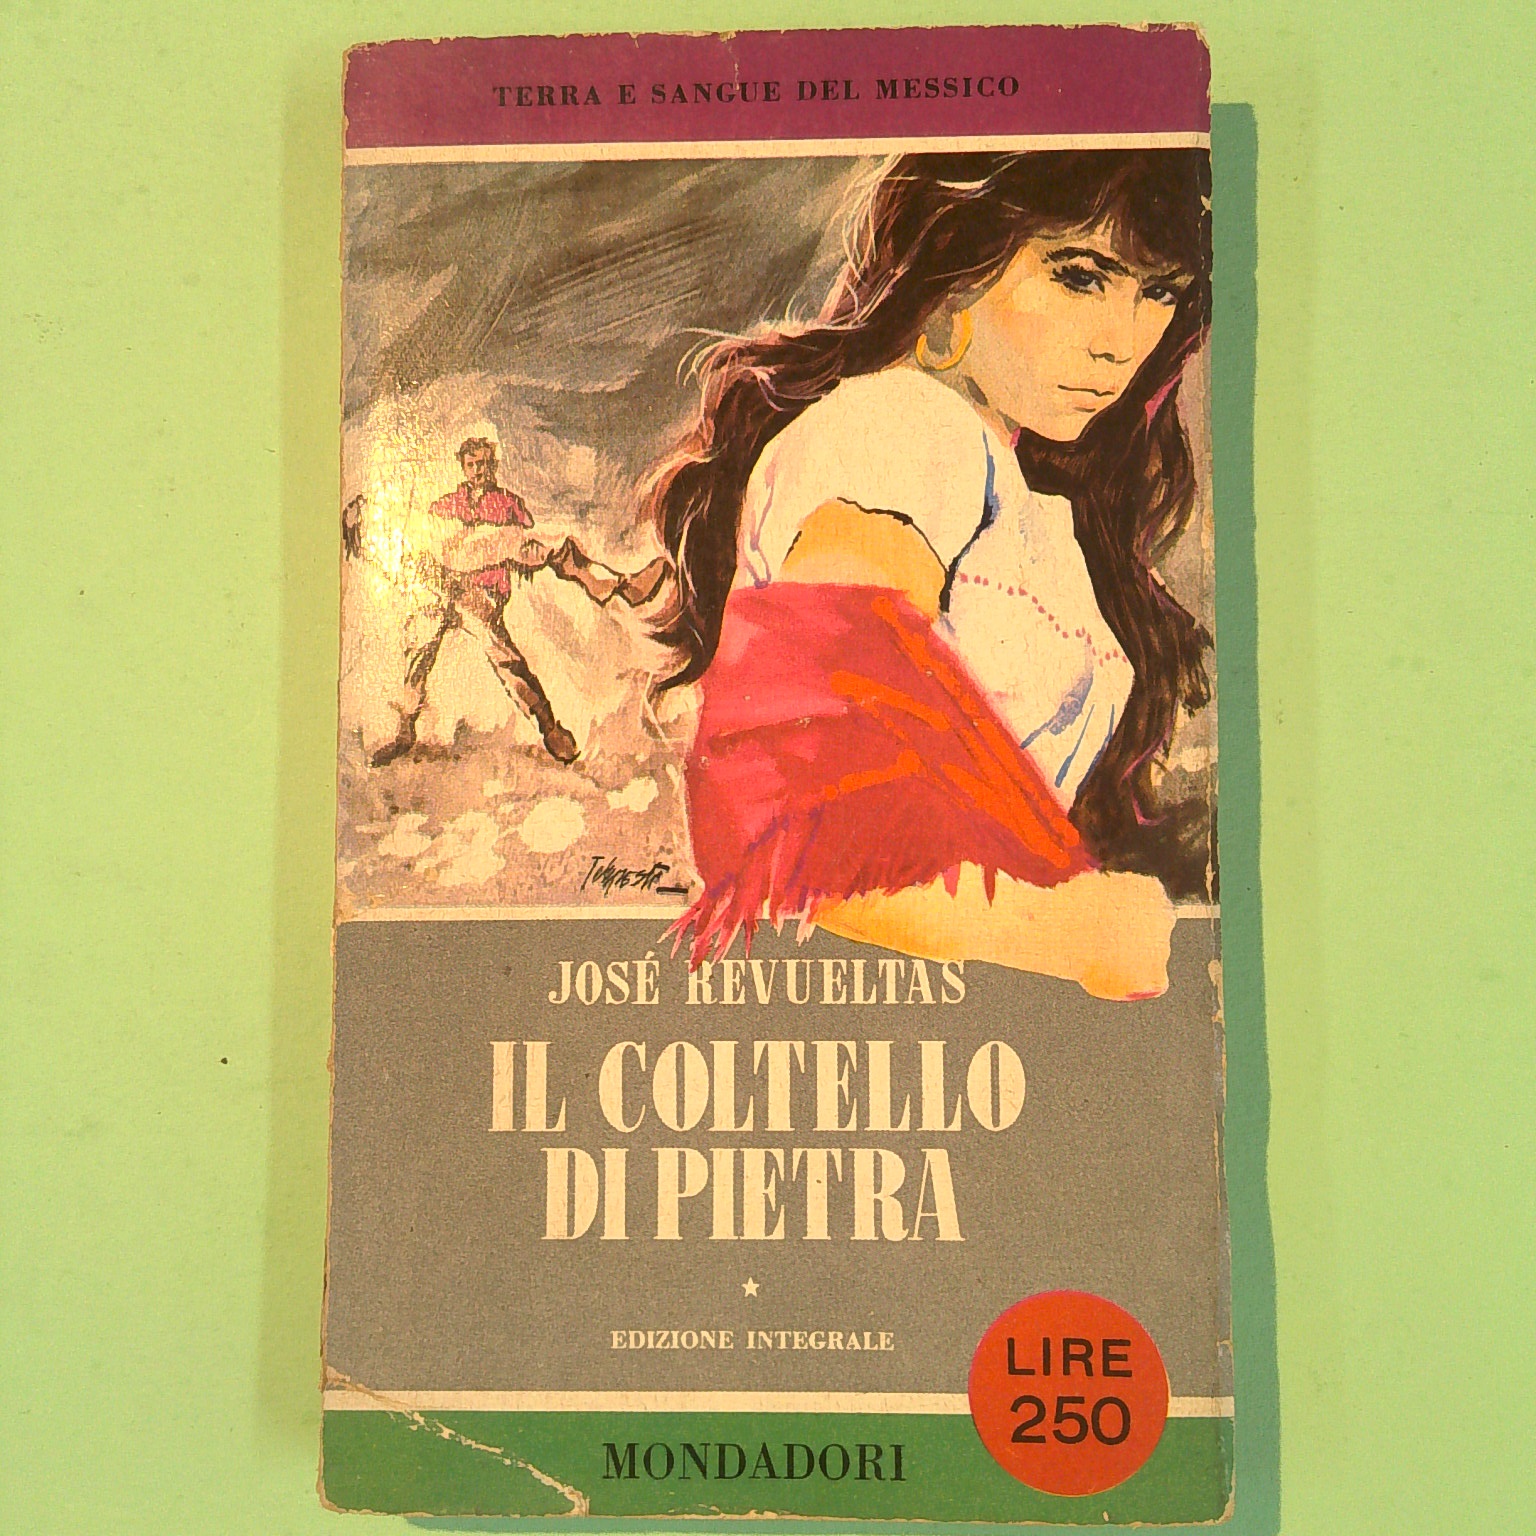 TERRA E SANGUE DEL MESSICO
JOSÉ REVUELTAS
IL COLTELLO
DI PIETRA
EDIZIONE INTEGRALE
LIRE
250
MONDADORI